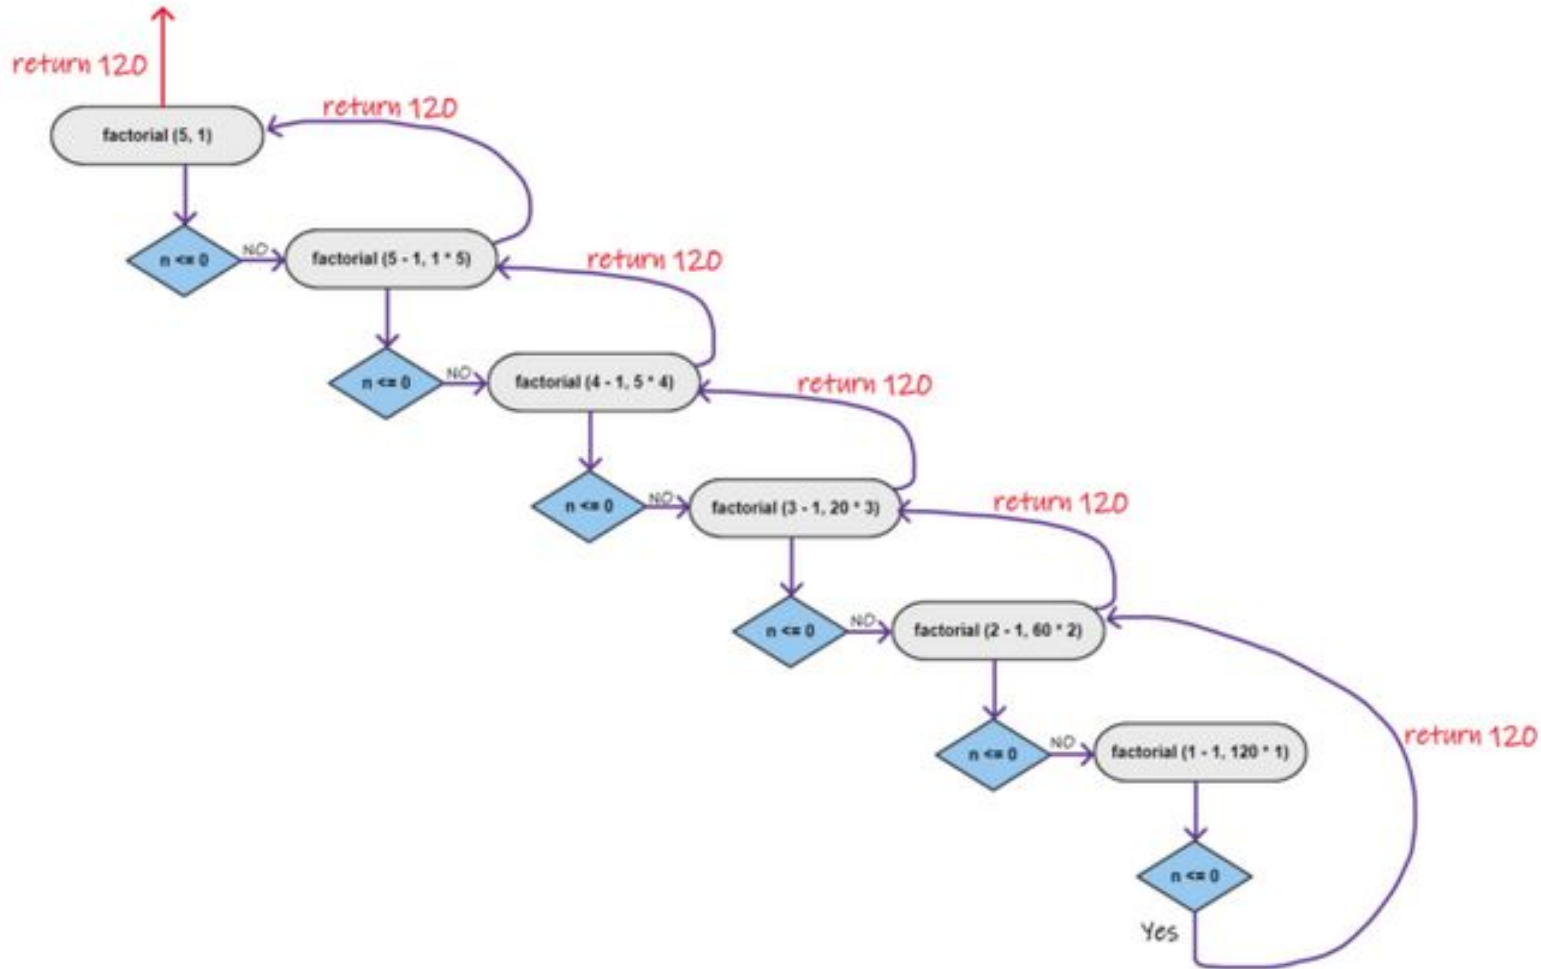 return 120
return 120
factorial (5, 1)
n <= 0
NO
factorial (5 - 1, 1 * 5)
return 120
n <= 0
NO
factorial (4 - 1, 5 * 4)
return 120
n <= 0
NO
factorial (3 - 1, 20 * 3)
return 120
n <= 0
NO
factorial (2 - 1, 60 * 2)
return 120
n <= 0
NO
factorial (1 - 1, 120 * 1)
n <= 0
Yes